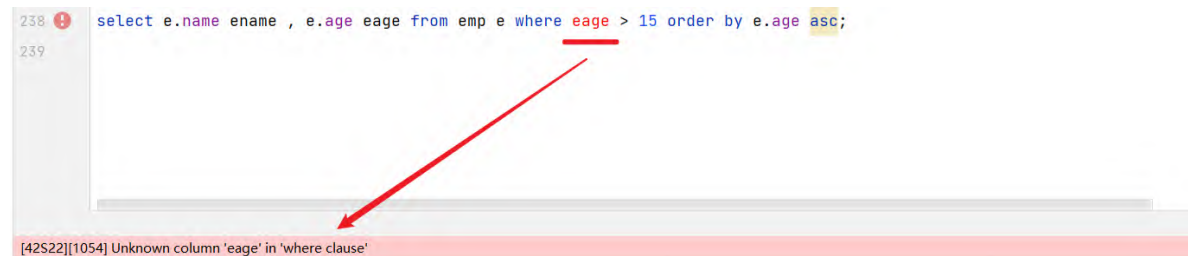 238 select e.name ename , e.age eage from emp e where eage > 15 order by e.age asc;
239
[42S22][1054] Unknown column 'eage' in 'where clause'